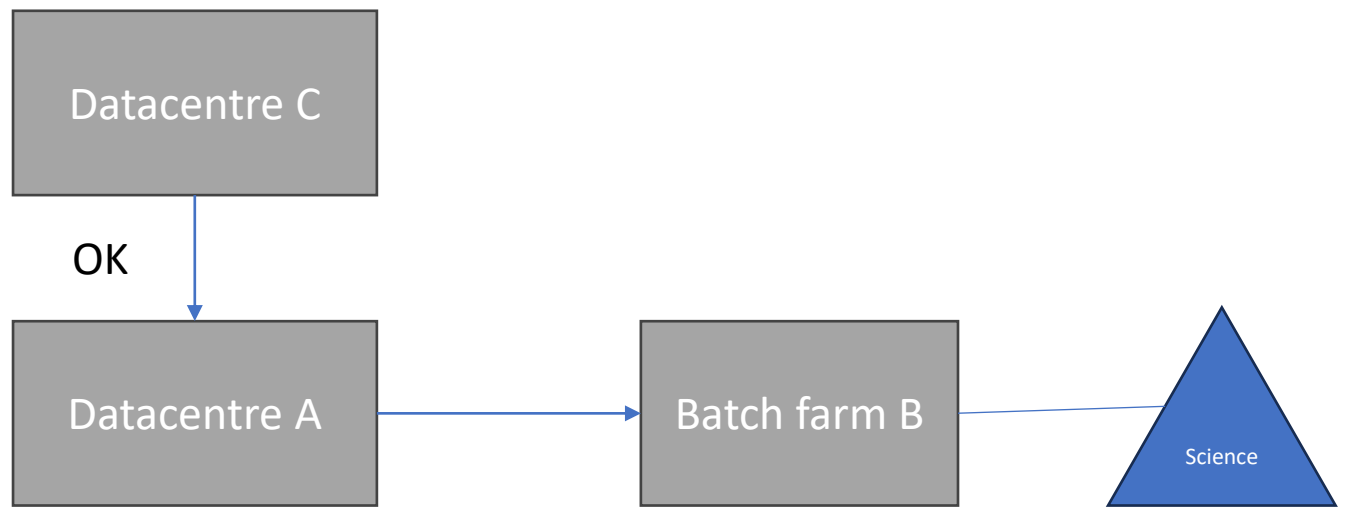 Datacentre C
OK
Datacentre A
Batch farm B
Science